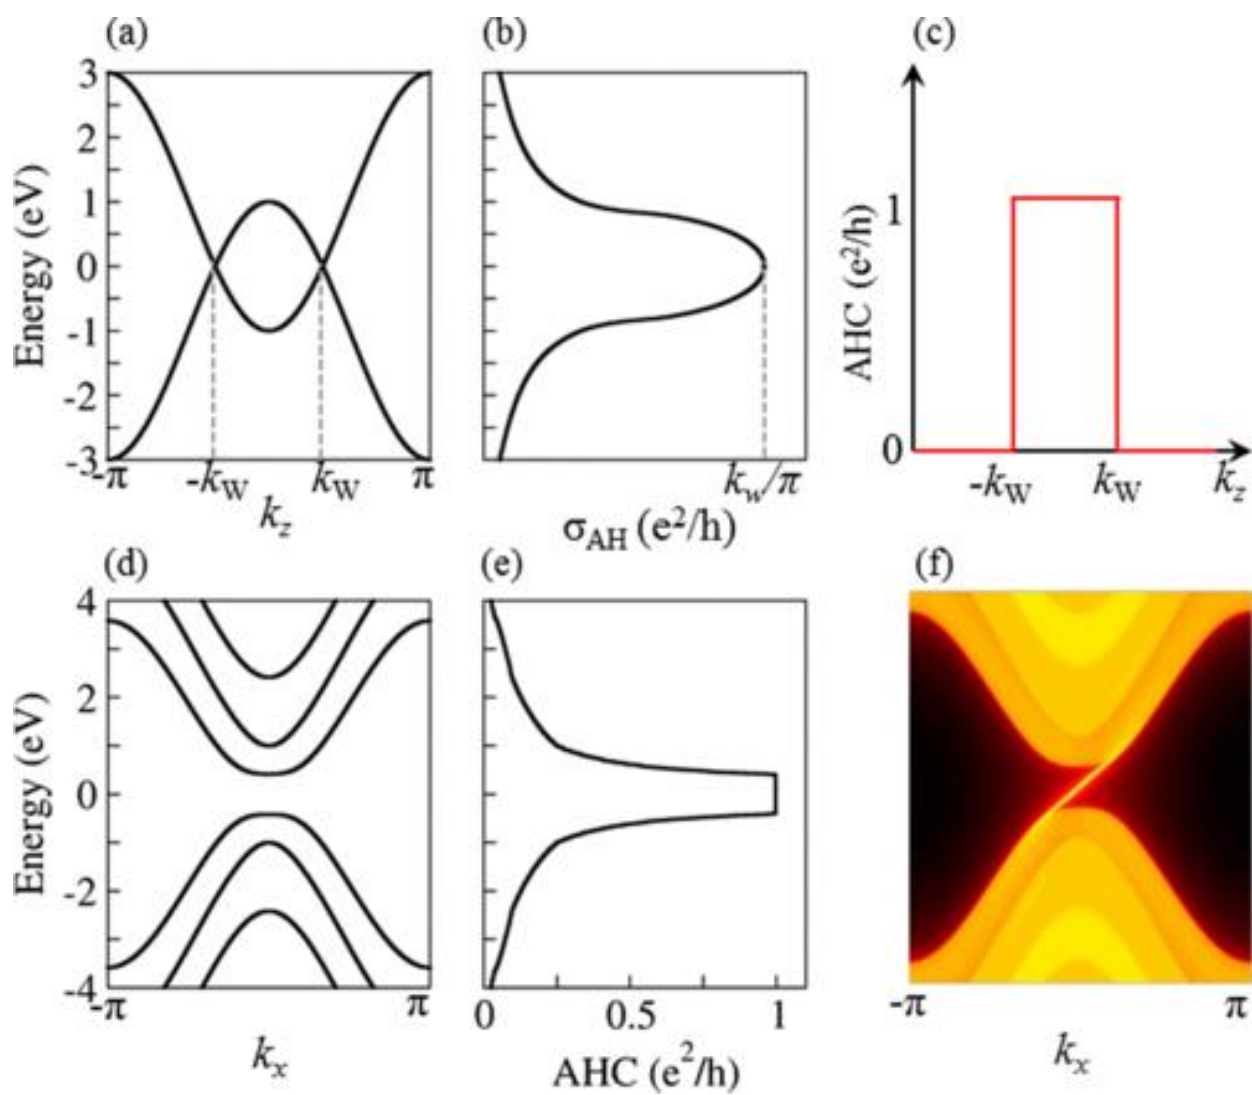 (a)
Energy (eV)
3
2
1
0
-1
-2
-3
-π
-kW
kW
π
kz
(b)
kw/π
σAH (e²/h)
(c)
AHC (e²/h)
1
0
-kW
kW
kz
(d)
Energy (eV)
4
2
0
-2
-4
-π
π
kx
(e)
0
0.5
1
AHC (e²/h)
(f)
-π
π
kx